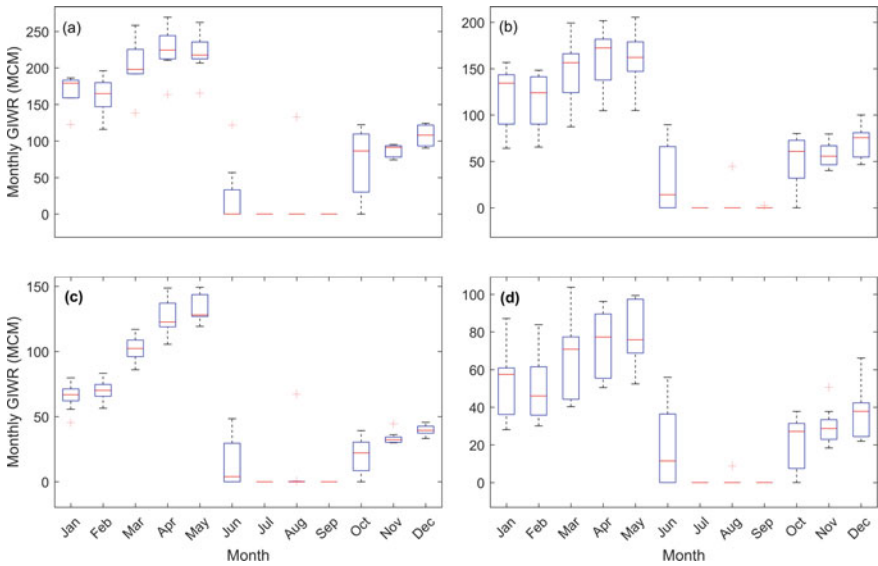 (a)
Monthly GIWR (MCM)
250
200
150
100
50
0
(b)
200
150
100
50
0
(c)
Monthly GIWR (MCM)
150
100
50
0
Jan Feb Mar Apr May Jun Jul Aug Sep Oct Nov Dec
Month
(d)
100
80
60
40
20
0
Jan Feb Mar Apr May Jun Jul Aug Sep Oct Nov Dec
Month